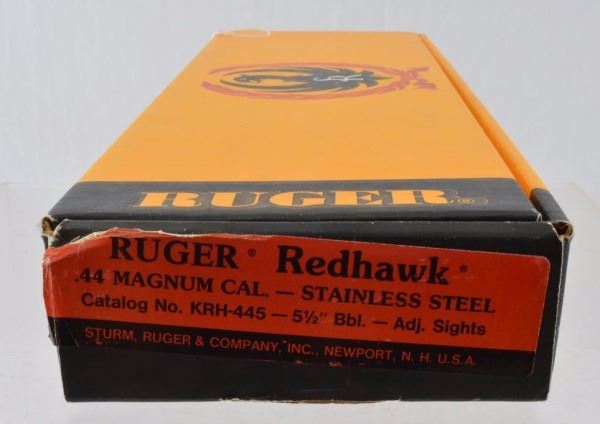 RUGER®
RUGER® Redhawk®
.44 MAGNUM CAL. — STAINLESS STEEL
Catalog No. KRH-445 — 5½" Bbl. — Adj. Sights
STURM, RUGER & COMPANY, INC., NEWPORT, N. H. U.S.A.